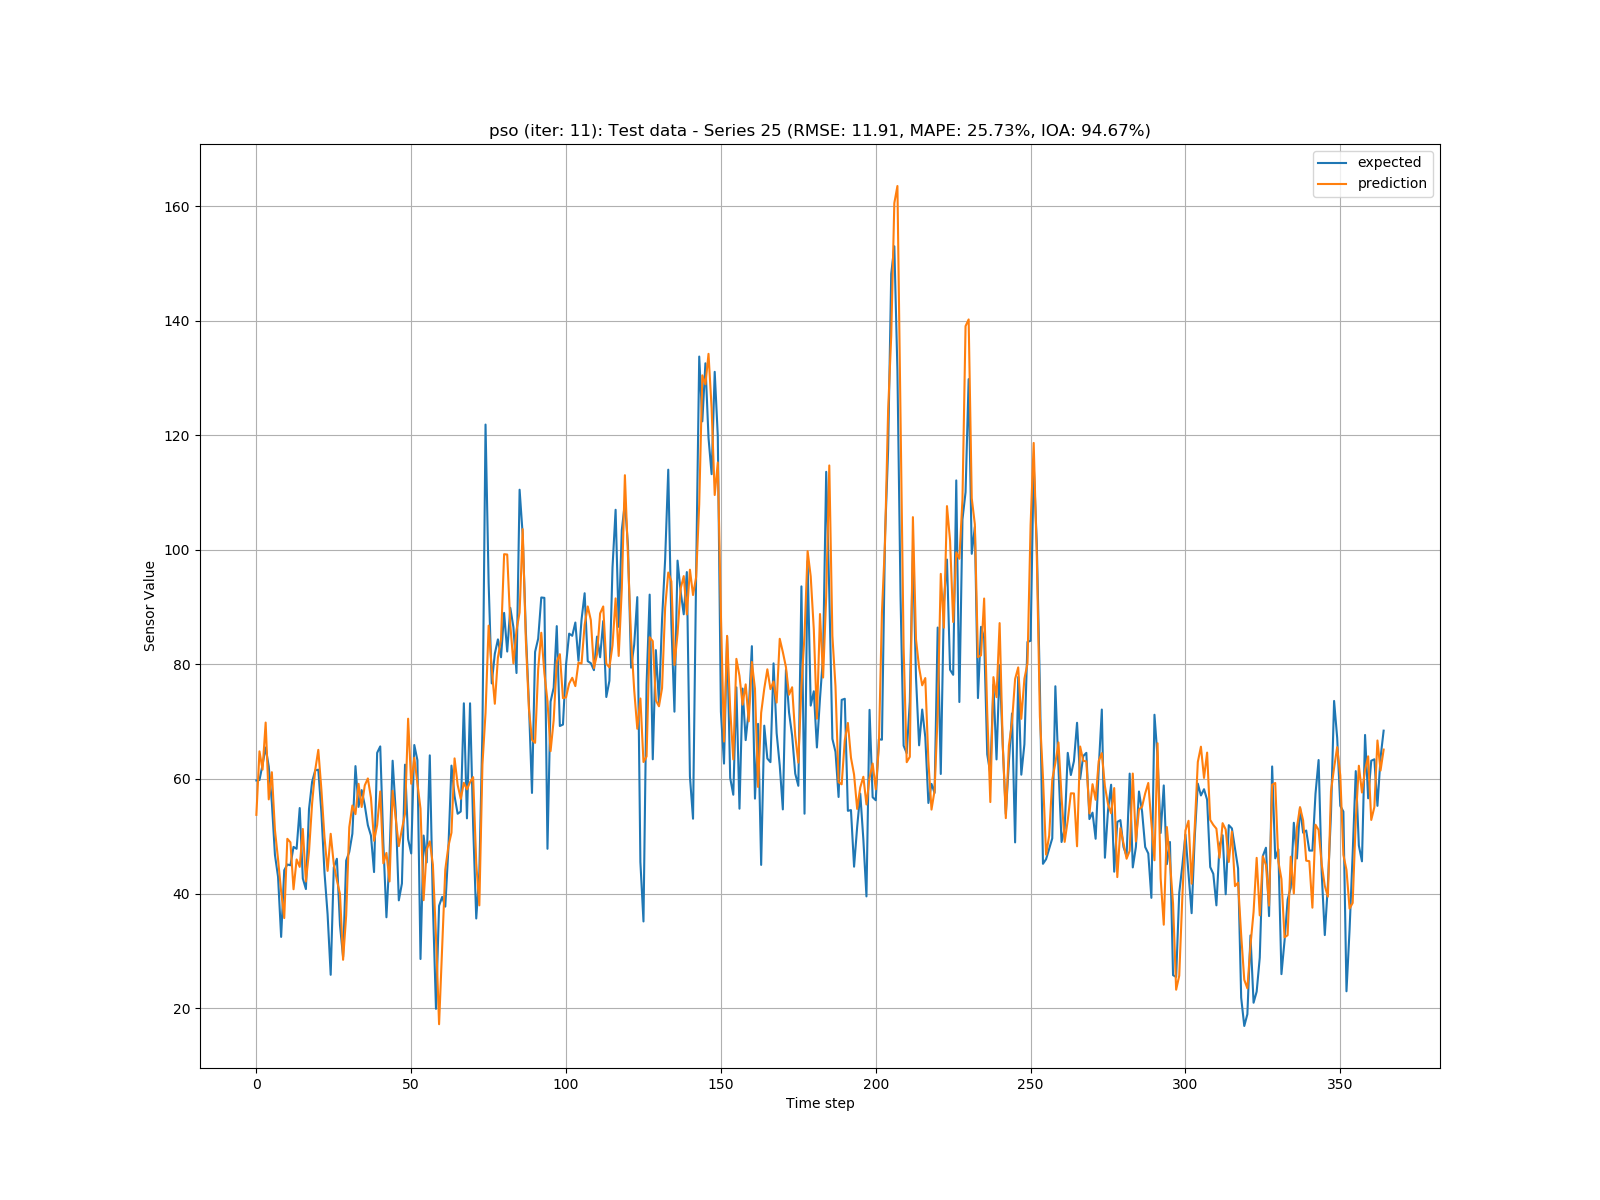 pso (iter: 11): Test data - Series 25 (RMSE: 11.91, MAPE: 25.73%, IOA: 94.67%)
expected
prediction
160
140
120
100
80
60
40
20
Sensor Value
0 50 100 150 200 250 300 350
Time step